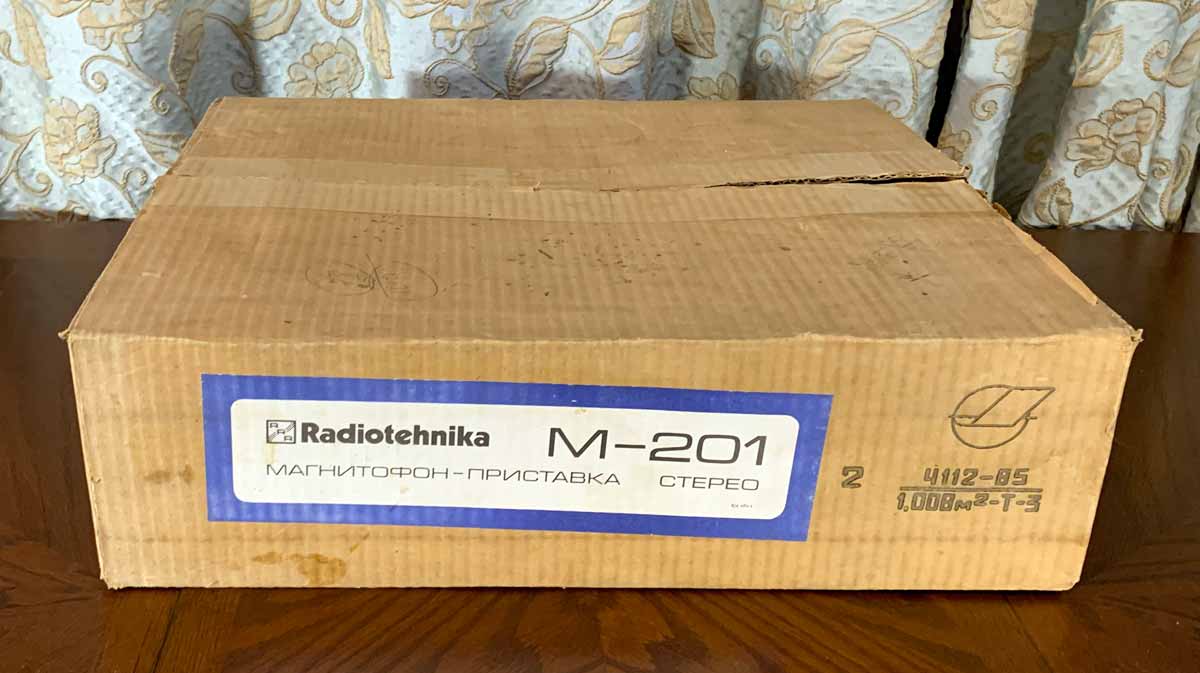 Radiotehnika M-201
МАГНИТОФОН-ПРИСТАВКА СТЕРЕО
2
4112-85
1,008м²-Т-3